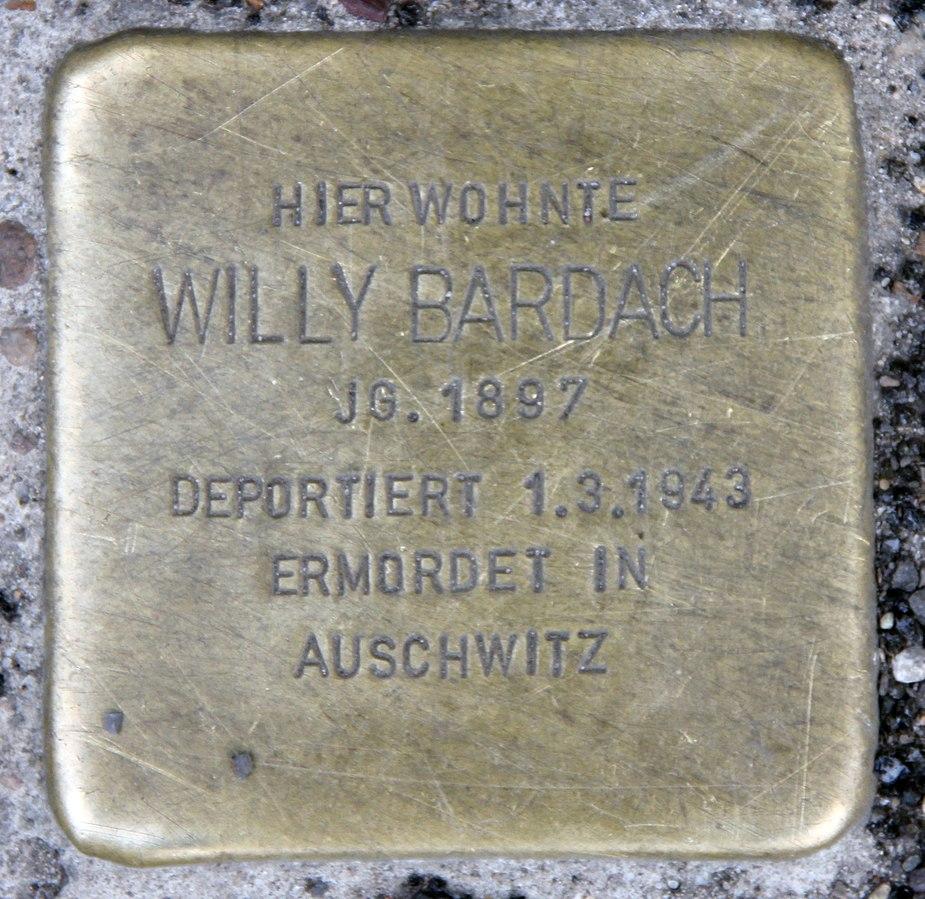 HIER WOHNTE
WILLY BARDACH
JG. 1897
DEPORTIERT 1.3.1943
ERMORDET IN
AUSCHWITZ